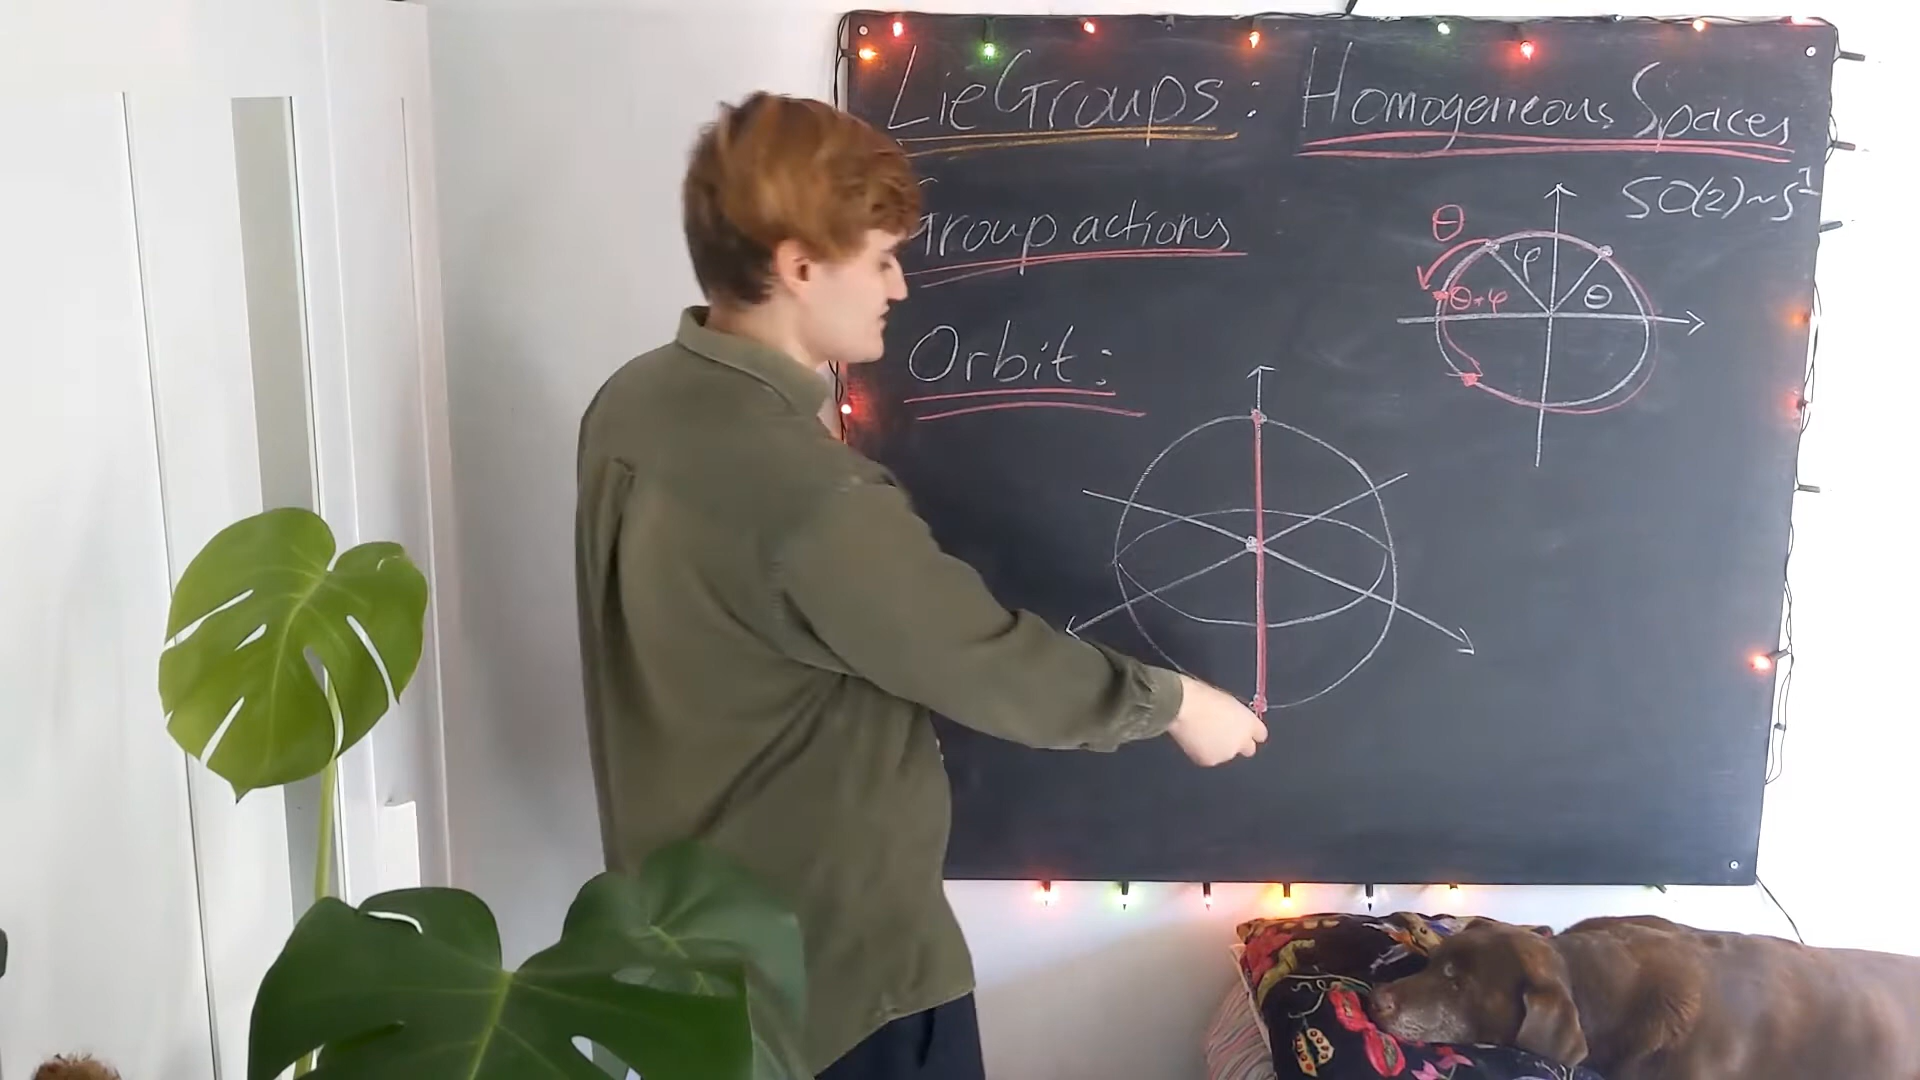 Lie Groups: Homogeneous Spaces
Group actions
SO(2)~S¹
θ
φ
θ+φ
θ
Orbit: